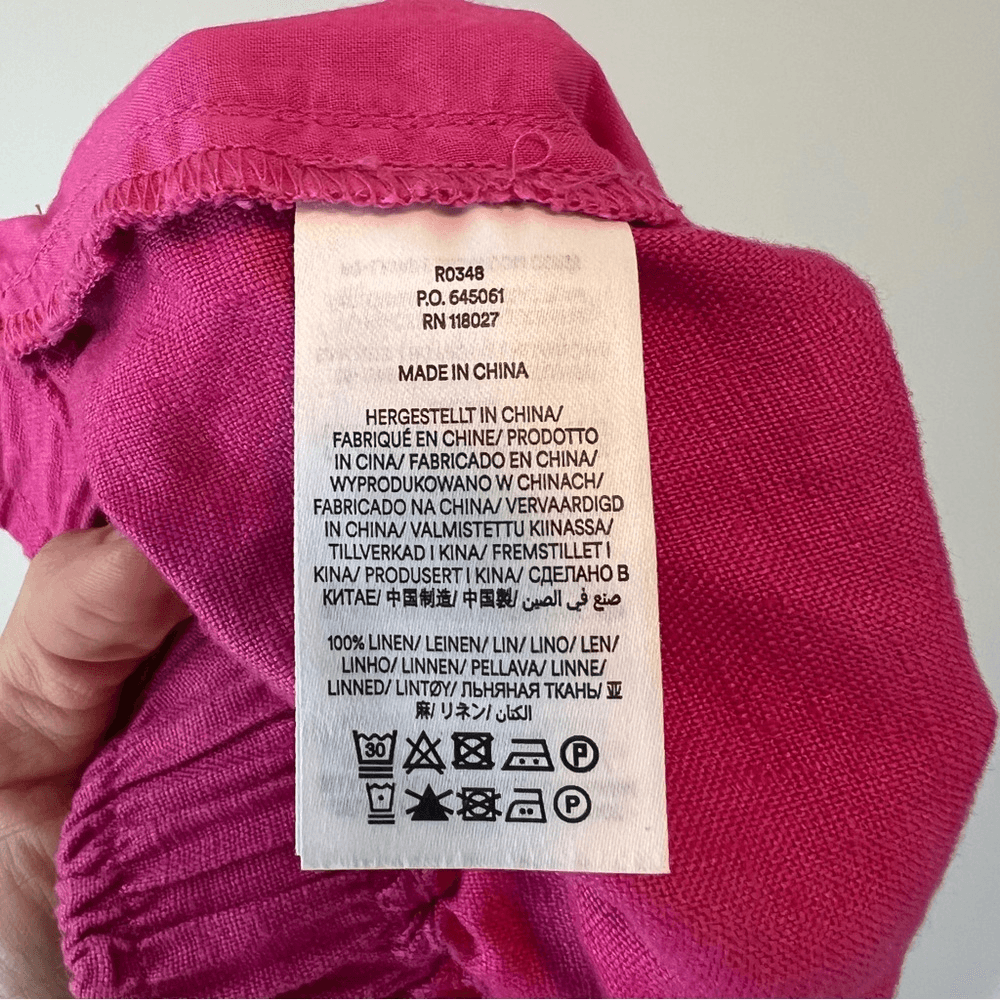 R0348
P.O. 645061
RN 118027
MADE IN CHINA
HERGESTELLT IN CHINA/
FABRIQUÉ EN CHINE/ PRODOTTO
IN CINA/ FABRICADO EN CHINA/
WYPRODUKOWANO W CHINACH/
FABRICADO NA CHINA/ VERVAARDIGD
IN CHINA/ VALMISTETTU KIINASSA/
TILLVERKAD I KINA/ FREMSTILLET I
KINA/ PRODUSERT I KINA/ СДЕЛАНО В
КИТАЕ/ 中国制造/ 中国製/ صنع في الصين
100% LINEN/ LEINEN/ LIN/ LINO/ LEN/
LINHO/ LINNEN/ PELLAVA/ LINNE/
LINNED/ LINTØY/ ЛЬНЯНАЯ ТКАНЬ/ 亚
麻/ リネン/ الكتان
30 P
P